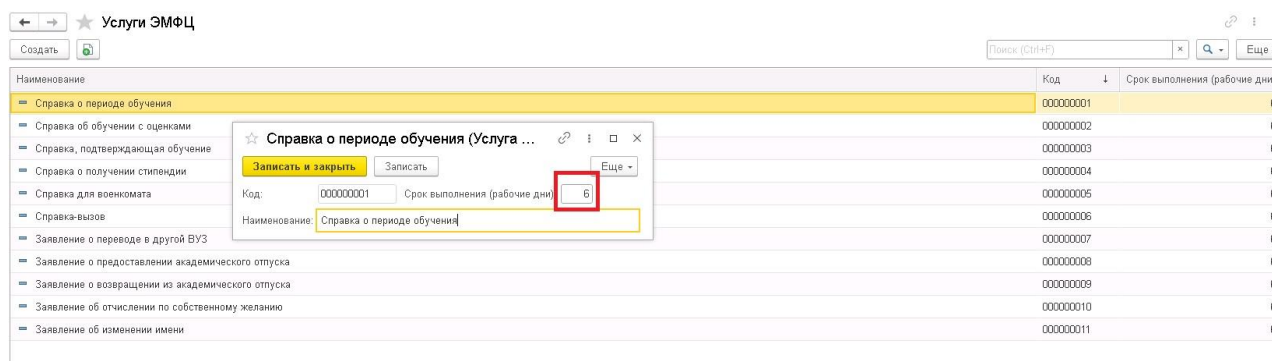 Услуги ЭМФЦ
Создать
Поиск (Ctrl+F)
Еще
Наименование Код Срок выполнения (рабочие дни
Справка о периоде обучения 000000001
Справка об обучении с оценками 000000002
Справка, подтверждающая обучение 000000003
Справка о получении стипендии 000000004
Справка для военкомата 000000005
Справка-вызов 000000006
Заявление о переводе в другой ВУЗ 000000007
Заявление о предоставлении академического отпуска 000000008
Заявление о возвращении из академического отпуска 000000009
Заявление об отчислении по собственному желанию 000000010
Заявление об изменении имени 000000011
Справка о периоде обучения (Услуга ...
Записать и закрыть Записать Еще
Код: 000000001 Срок выполнения (рабочие дни) 6
Наименование: Справка о периоде обучения